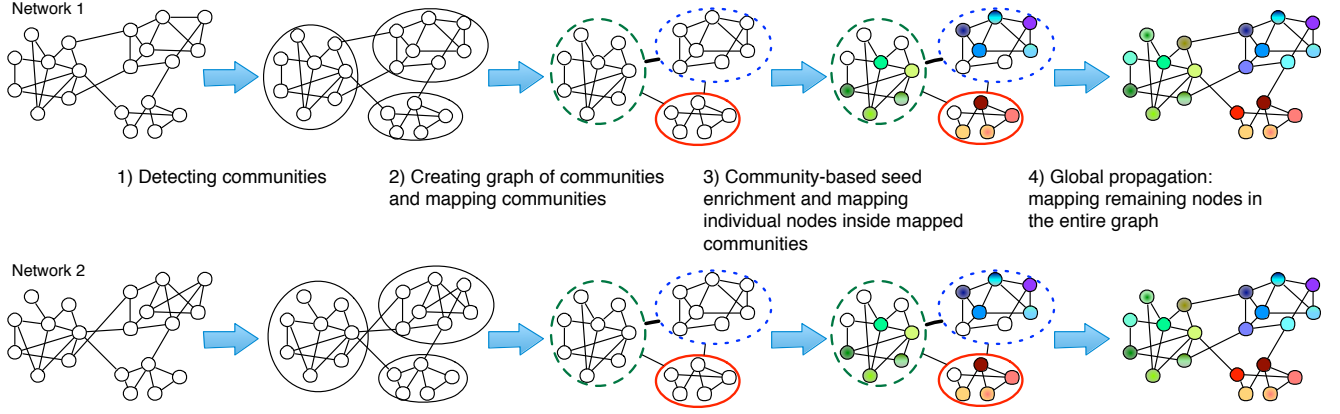 Network 1
1) Detecting communities
2) Creating graph of communities
and mapping communities
3) Community-based seed
enrichment and mapping
individual nodes inside mapped
communities
4) Global propagation:
mapping remaining nodes in
the entire graph
Network 2